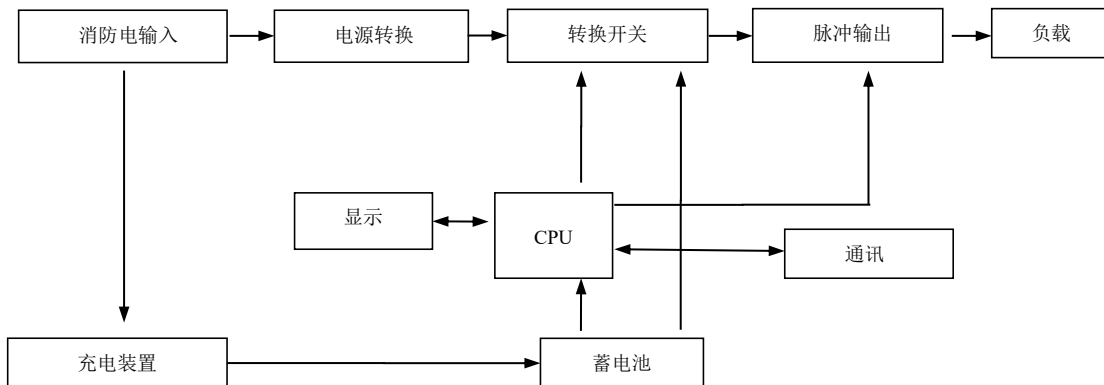 消防电输入
电源转换
转换开关
脉冲输出
负载
显示
CPU
通讯
充电装置
蓄电池